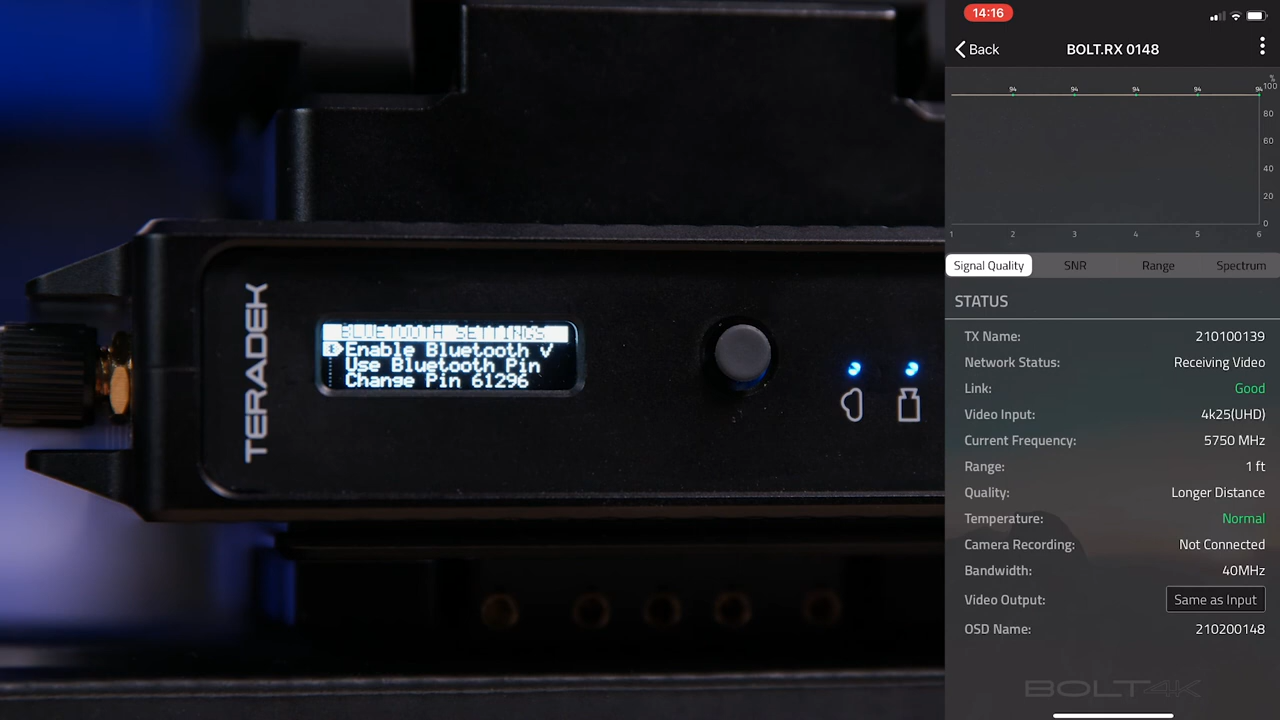 TERADEK
BLUETOOTH SETTINGS
Enable Bluetooth √
Use Bluetooth Pin
Change Pin 61296
14:16
Back
BOLT.RX 0148
%
100
80
60
40
20
0
94 94 94 94 94
1 2 3 4 5 6
Signal Quality SNR Range Spectrum
STATUS
TX Name: 210100139
Network Status: Receiving Video
Link: Good
Video Input: 4k25(UHD)
Current Frequency: 5750 MHz
Range: 1 ft
Quality: Longer Distance
Temperature: Normal
Camera Recording: Not Connected
Bandwidth: 40MHz
Video Output: Same as Input
OSD Name: 210200148
BOLT4K